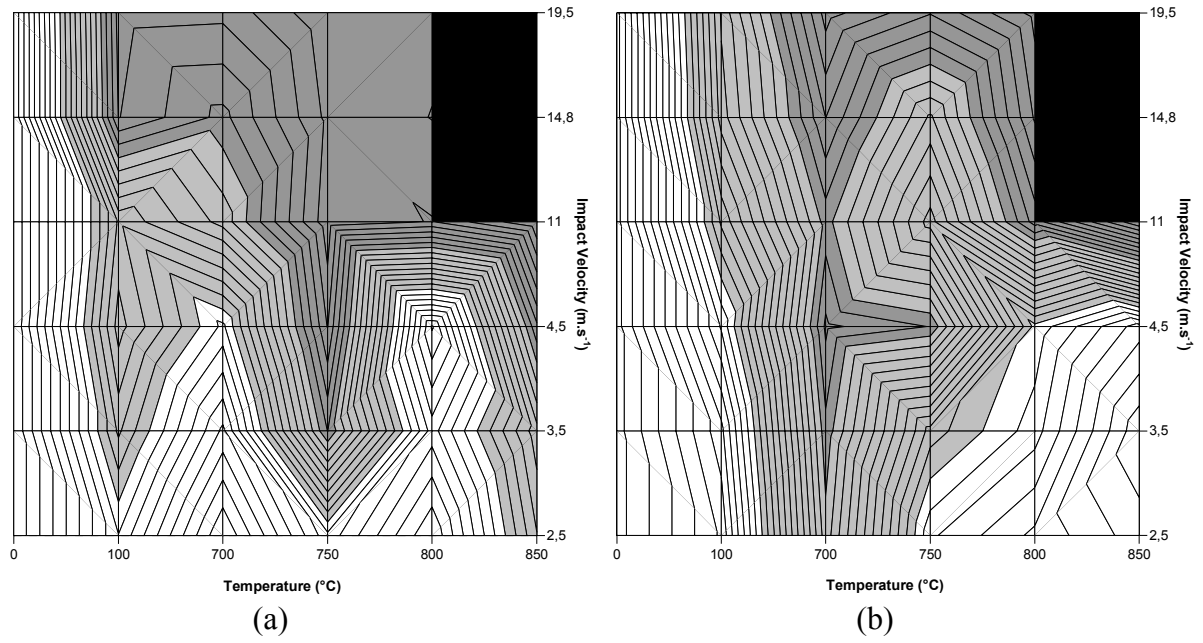 19,5
14,8
11
4,5
3,5
2,5
Impact Velocity (m.s-1)
0 100 700 750 800 850
Temperature (°C)
(a)
19,5
14,8
11
4,5
3,5
2,5
Impact Velocity (m.s-1)
0 100 700 750 800 850
Temperature (°C)
(b)